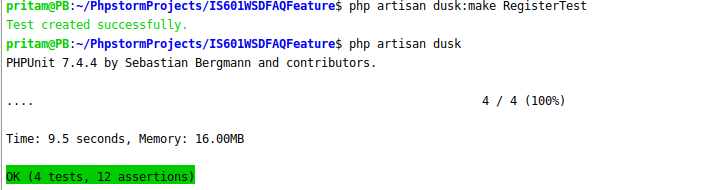 pritam@PB:~/PhpstormProjects/IS601WSDFAQFeature$ php artisan dusk:make RegisterTest
Test created successfully.
pritam@PB:~/PhpstormProjects/IS601WSDFAQFeature$ php artisan dusk
PHPUnit 7.4.4 by Sebastian Bergmann and contributors.
.... 4 / 4 (100%)
Time: 9.5 seconds, Memory: 16.00MB
OK (4 tests, 12 assertions)